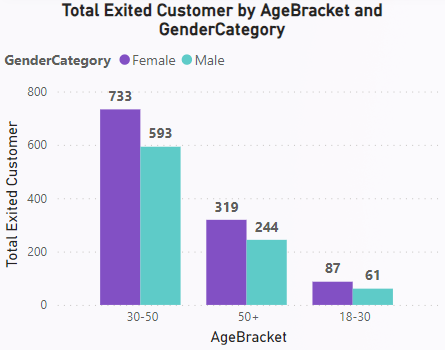 Total Exited Customer by AgeBracket and
GenderCategory
GenderCategory Female Male
Total Exited Customer
800
600
400
200
0
733
593
319
244
87
61
30-50
50+
18-30
AgeBracket